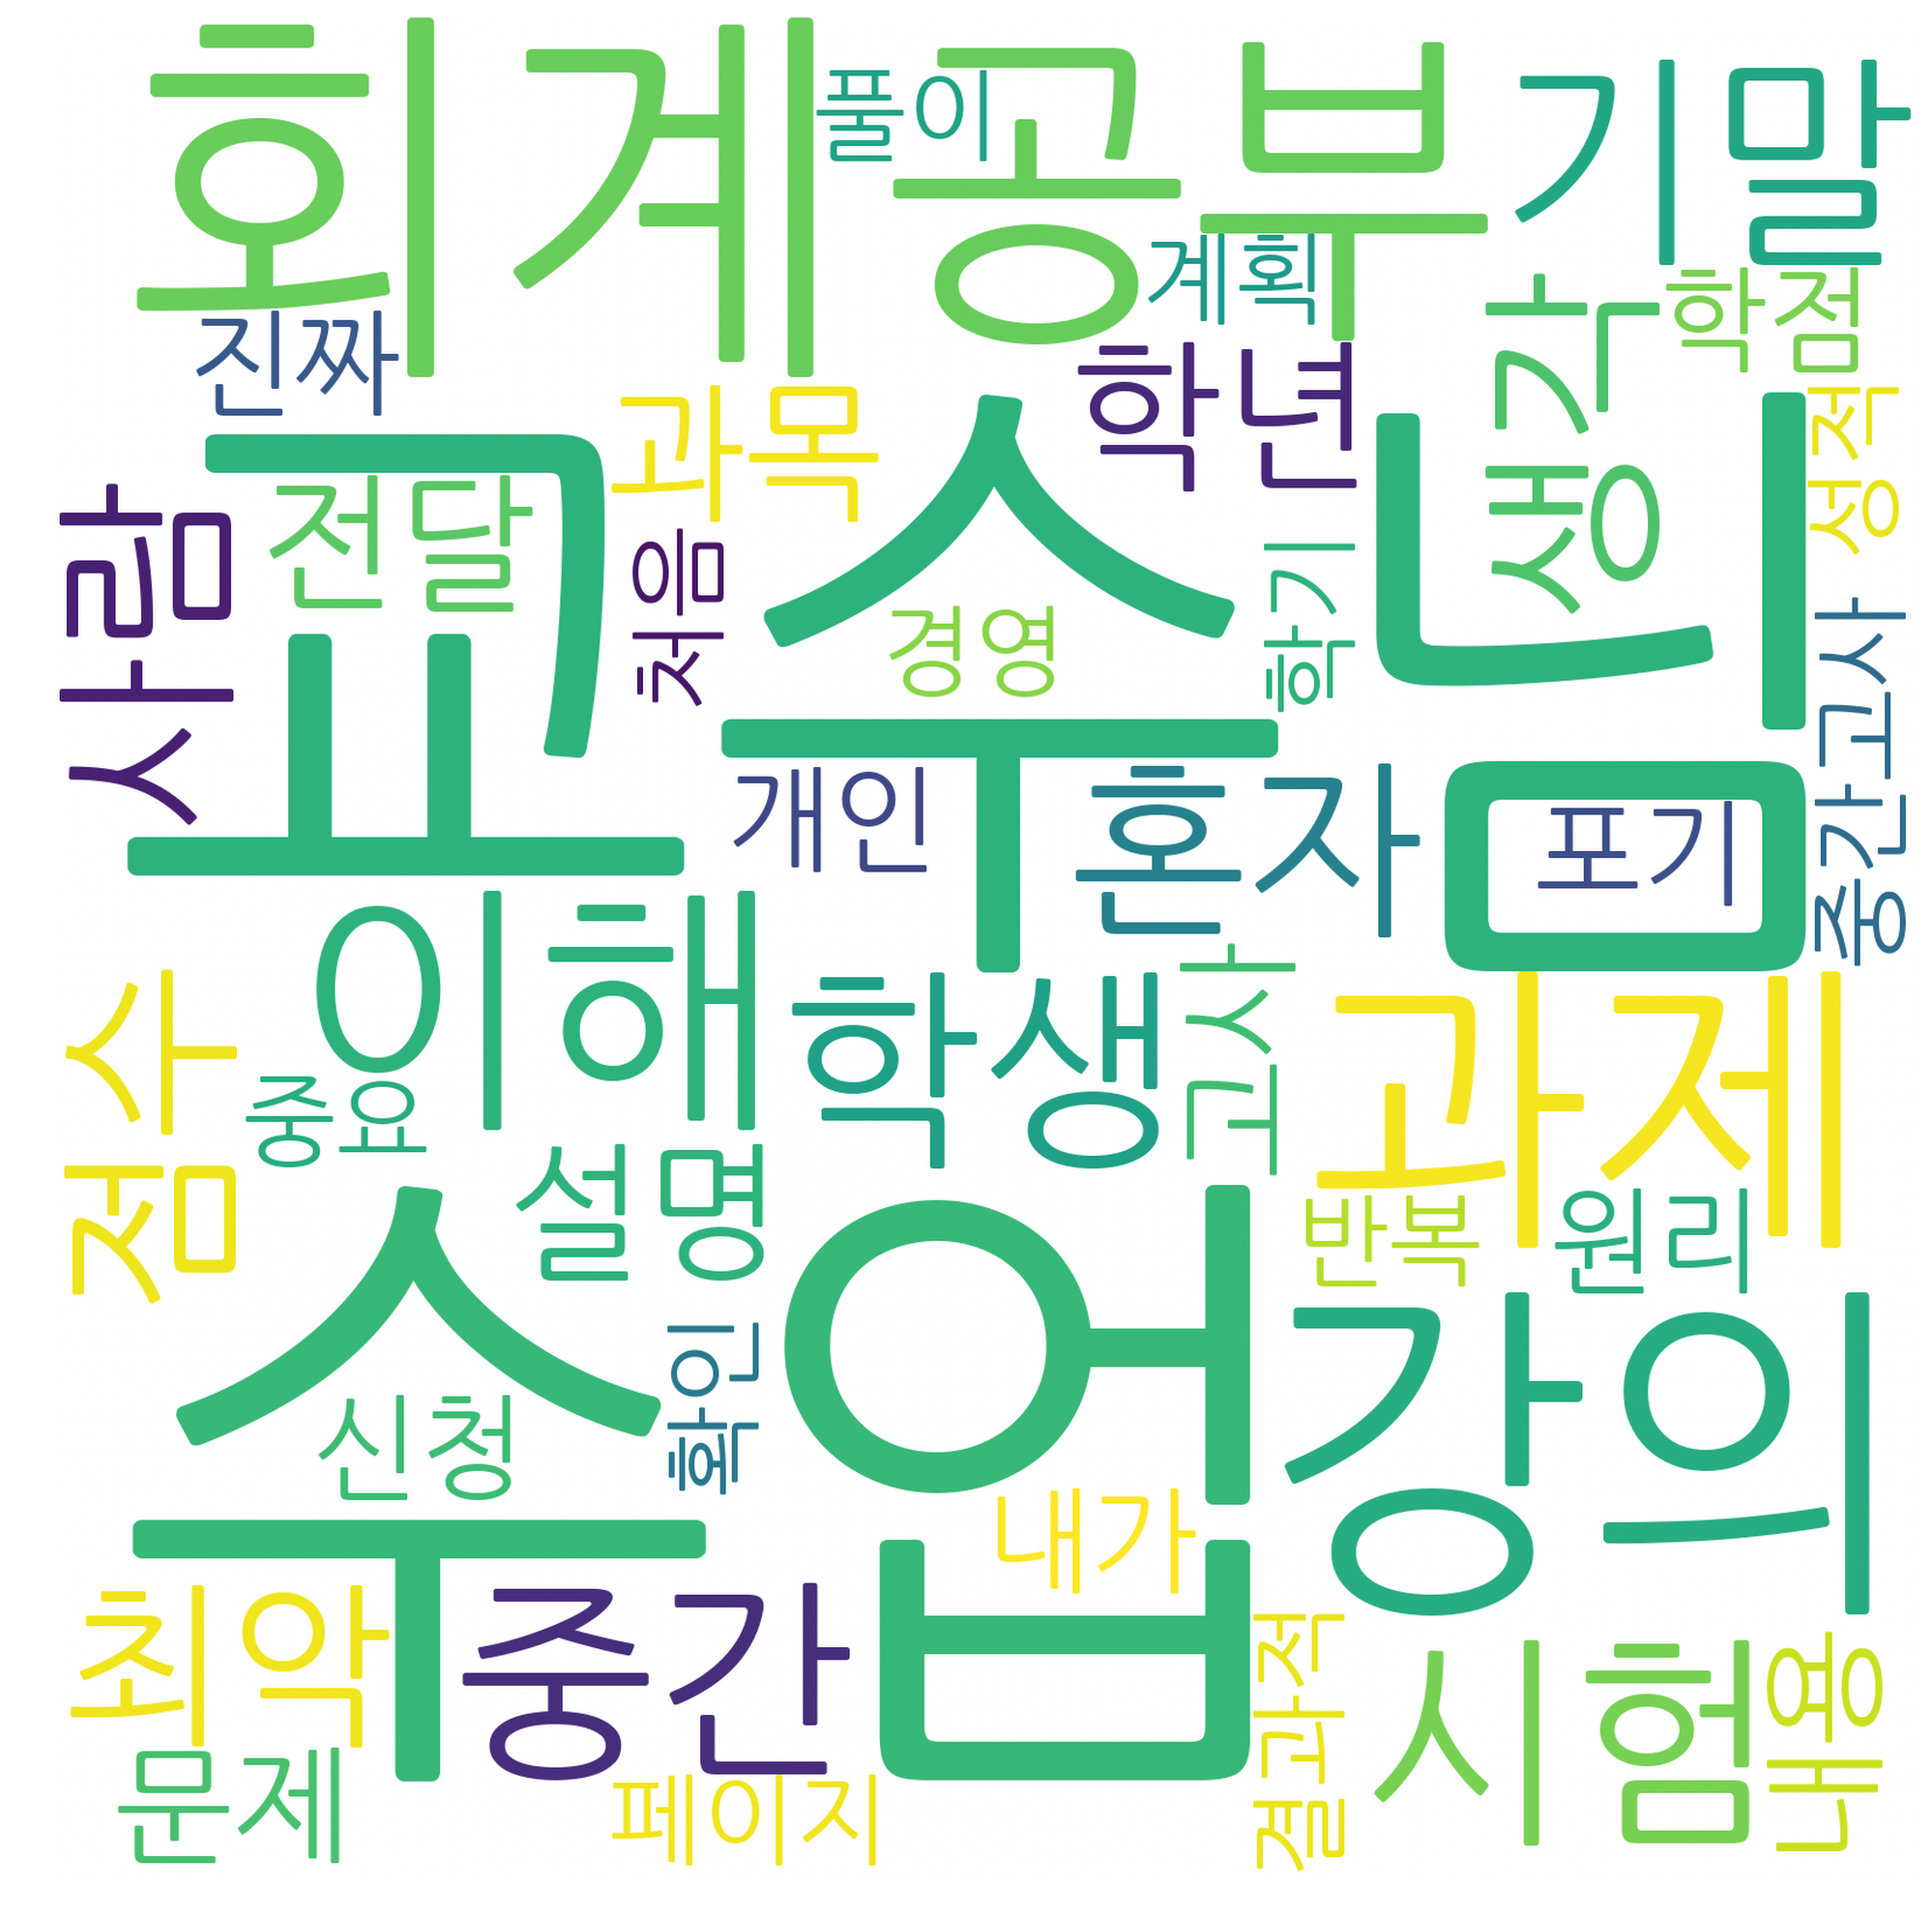 회계
풀이
공부
기말
계획
학점
진짜
생각
학년
과목
성적
교수님
전달
사람
처음
경영
학기
중간고사
개인
혼자
포기
이해
학생
교수
과제
점사
중요
설명
반복
원리
수업
강의
확인
신청
내가
최악
중간
결과적
시험
내용
문제
페이지